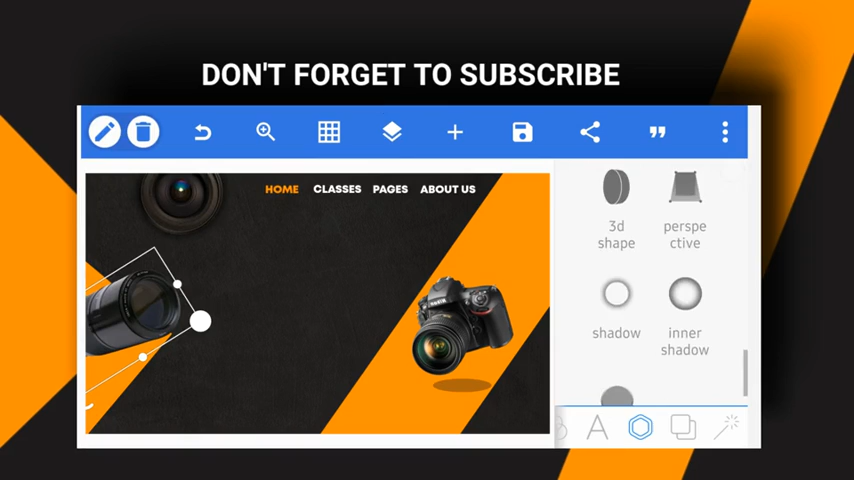 DON'T FORGET TO SUBSCRIBE
HOME CLASSES PAGES ABOUT US
3d
shape
perspe
ctive
shadow
inner
shadow